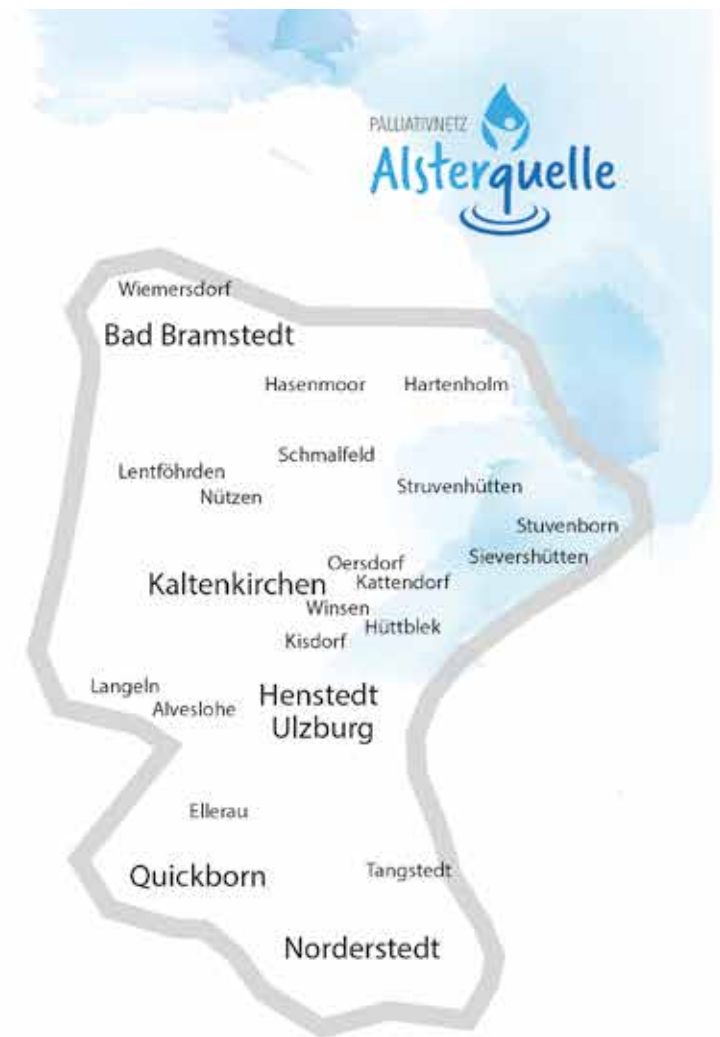 PALLIATIVNETZ
Alsterquelle
Wiemersdorf
Bad Bramstedt
Hasenmoor
Hartenholm
Schmalfeld
Lentföhrden
Nützen
Struvenhütten
Stuvenborn
Sievershütten
Oersdorf
Kaltenkirchen
Kattendorf
Winsen
Hüttblek
Kisdorf
Langeln
Alveslohe
Henstedt
Ulzburg
Ellerau
Quickborn
Tangstedt
Norderstedt